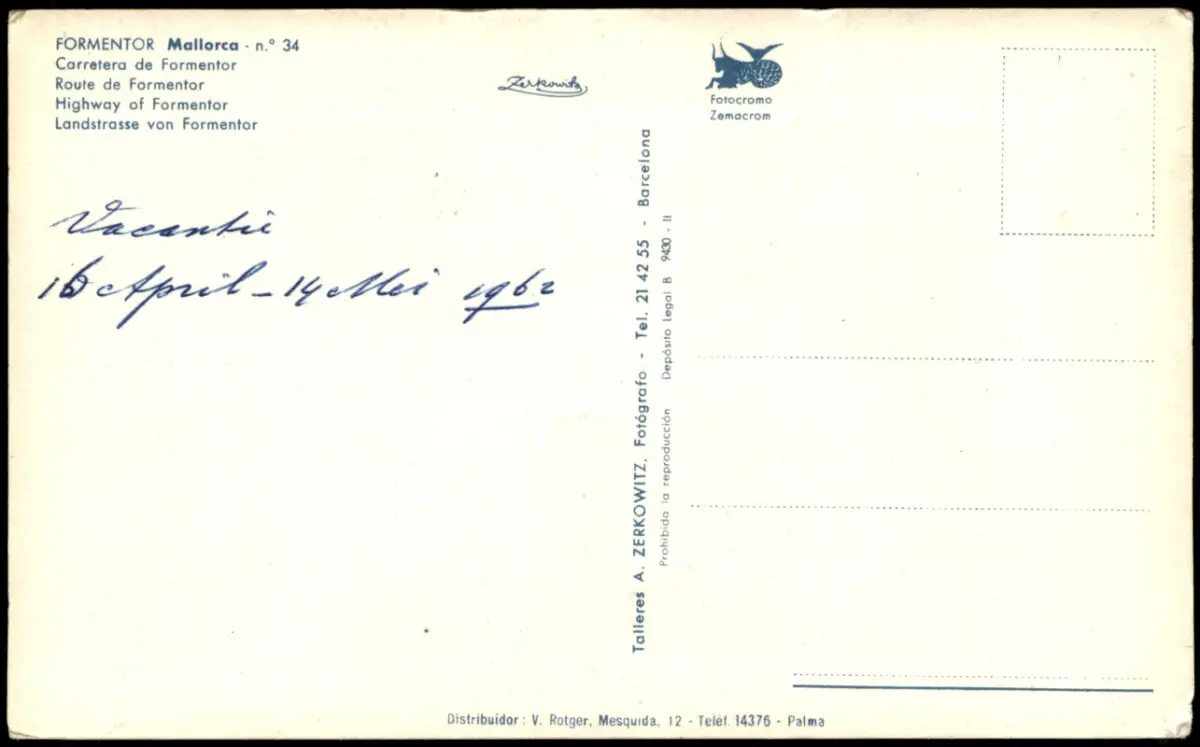 FORMENTOR Mallorca - n.° 34
Carretera de Formentor
Route de Formentor
Highway of Formentor
Landstrasse von Formentor
Zerkowitz
Fotocromo
Zemacrom
Vacantie
16 April – 14 Mei 1962
Talleres A. ZERKOWITZ, Fotógrafo - Tel. 21 42 55 - Barcelona
Prohibida la reproducción Depósito Legal B 9430 - II
Distribuidor: V. Rotger, Mesquida, 12 - Teléf. 14376 - Palma